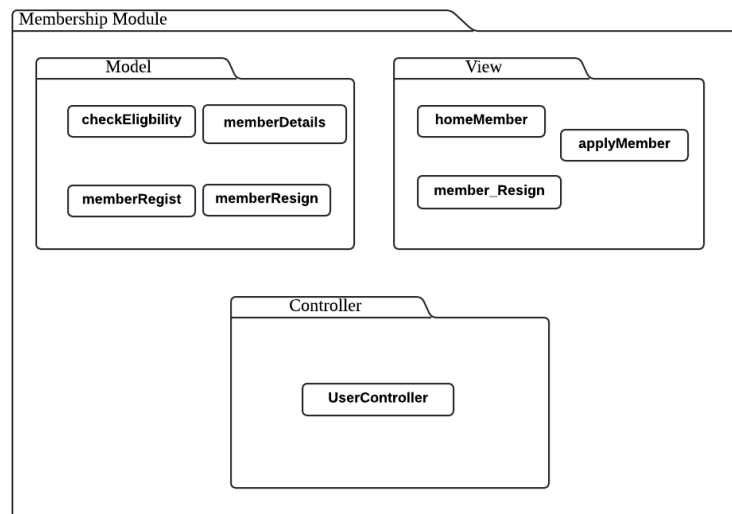 Membership Module
Model
View
checkEligbility
memberDetails
homeMember
applyMember
memberRegist
memberResign
member_Resign
Controller
UserController